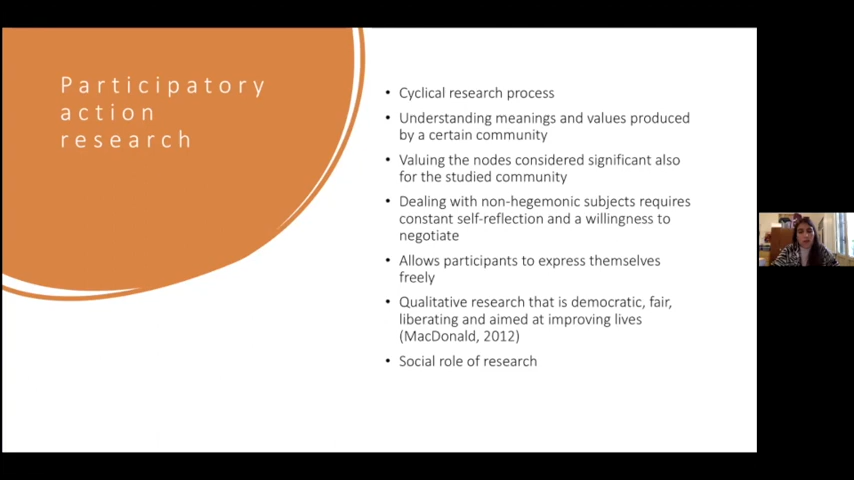 Participatory
action
research
• Cyclical research process
• Understanding meanings and values produced
by a certain community
• Valuing the nodes considered significant also
for the studied community
• Dealing with non-hegemonic subjects requires
constant self-reflection and a willingness to
negotiate
• Allows participants to express themselves
freely
• Qualitative research that is democratic, fair,
liberating and aimed at improving lives
(MacDonald, 2012)
• Social role of research